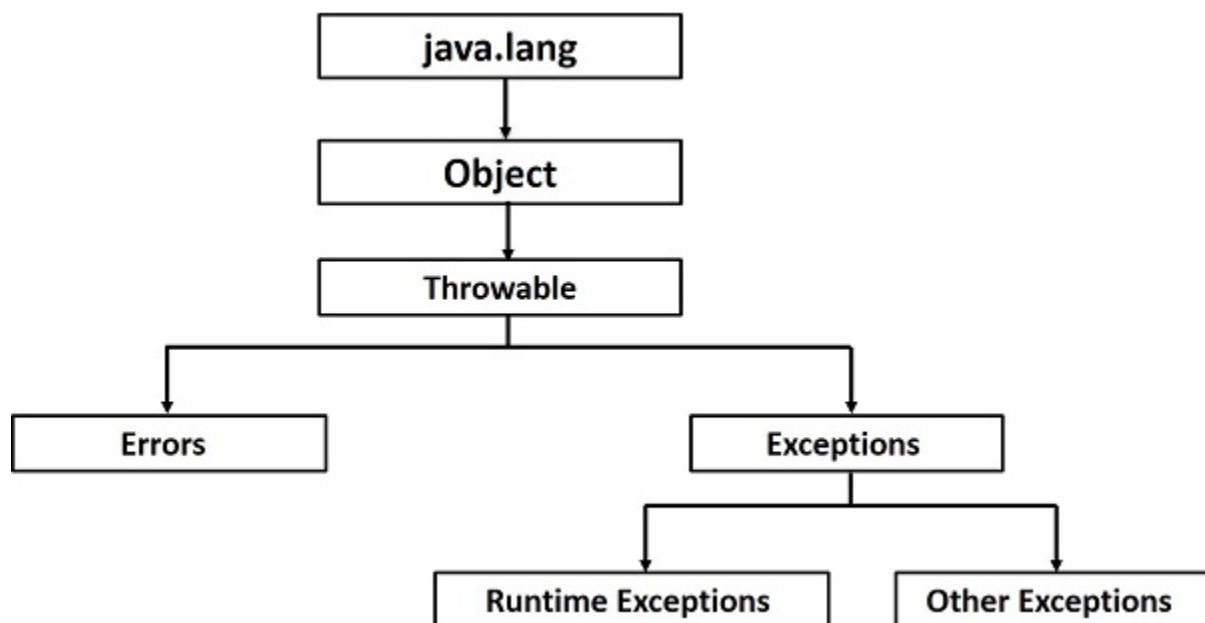 java.lang
Object
Throwable
Errors
Exceptions
Runtime Exceptions
Other Exceptions